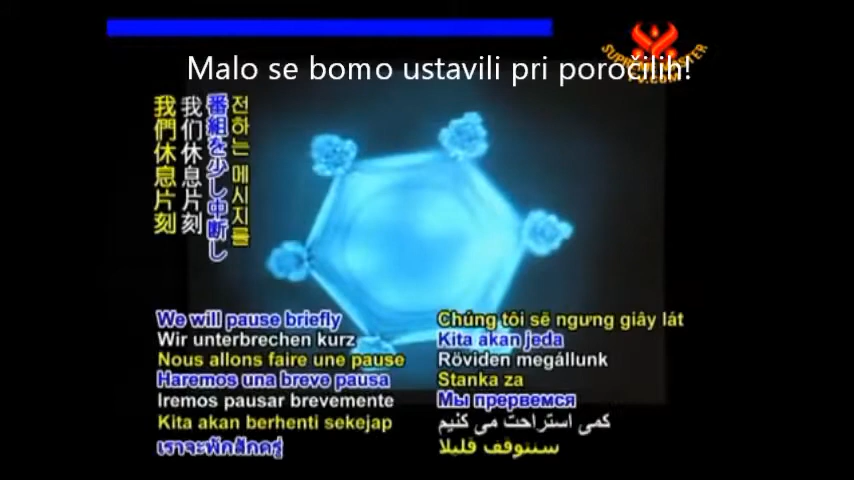 Malo se bomo ustavili pri poročilih!
SUPREME MASTER
TV.COM
전하는 메시지를
番組を少し中断し
我们休息片刻
我們休息片刻
We will pause briefly
Wir unterbrechen kurz
Nous allons faire une pause
Haremos una breve pausa
Iremos pausar brevemente
Kita akan berhenti sekejap
เราจะพักสักครู่
Chúng tôi sẽ ngưng giây lát
Kita akan jeda
Röviden megállunk
Stanka za
Мы прервемся
کمی استراحت می کنیم
سنتوقف قليلا